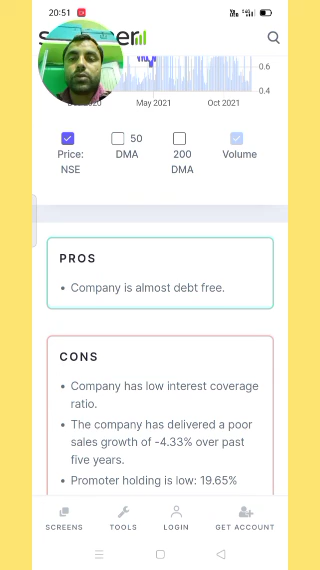 20:51
0.6
0.4
May 2021
Oct 2021
Price: NSE
50 DMA
200 DMA
Volume
PROS
• Company is almost debt free.
CONS
• Company has low interest coverage
ratio.
• The company has delivered a poor
sales growth of -4.33% over past
five years.
• Promoter holding is low: 19.65%
SCREENS
TOOLS
LOGIN
GET ACCOUNT